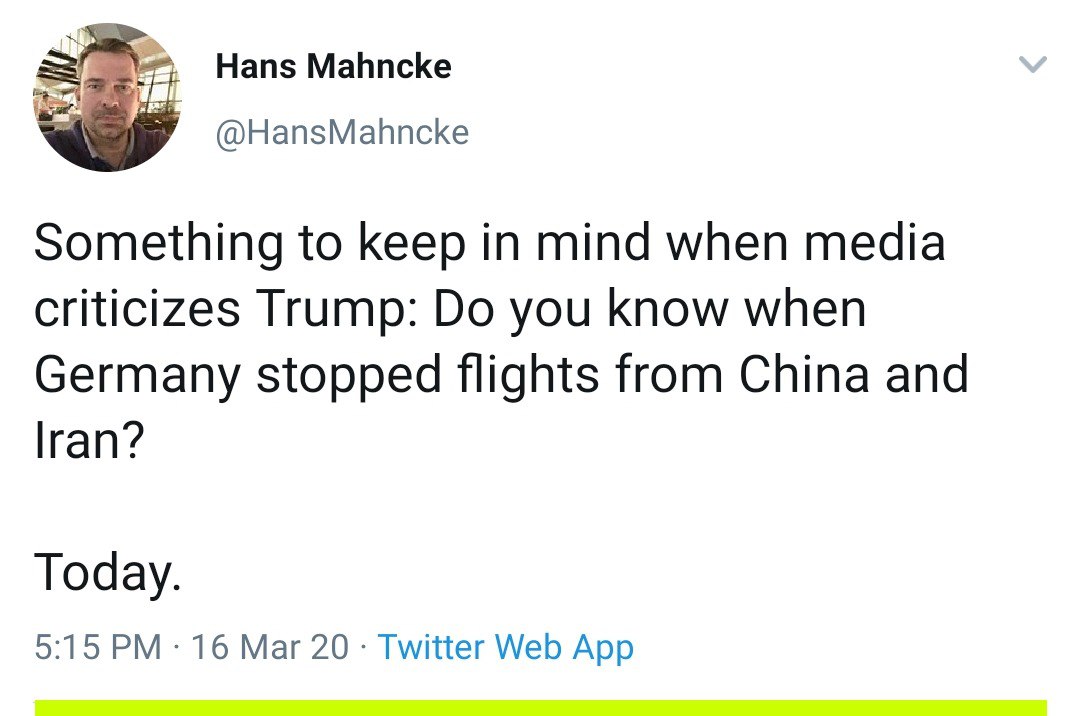 Hans Mahncke
@HansMahncke
Something to keep in mind when media
criticizes Trump: Do you know when
Germany stopped flights from China and
Iran?
Today.
5:15 PM · 16 Mar 20 · Twitter Web App